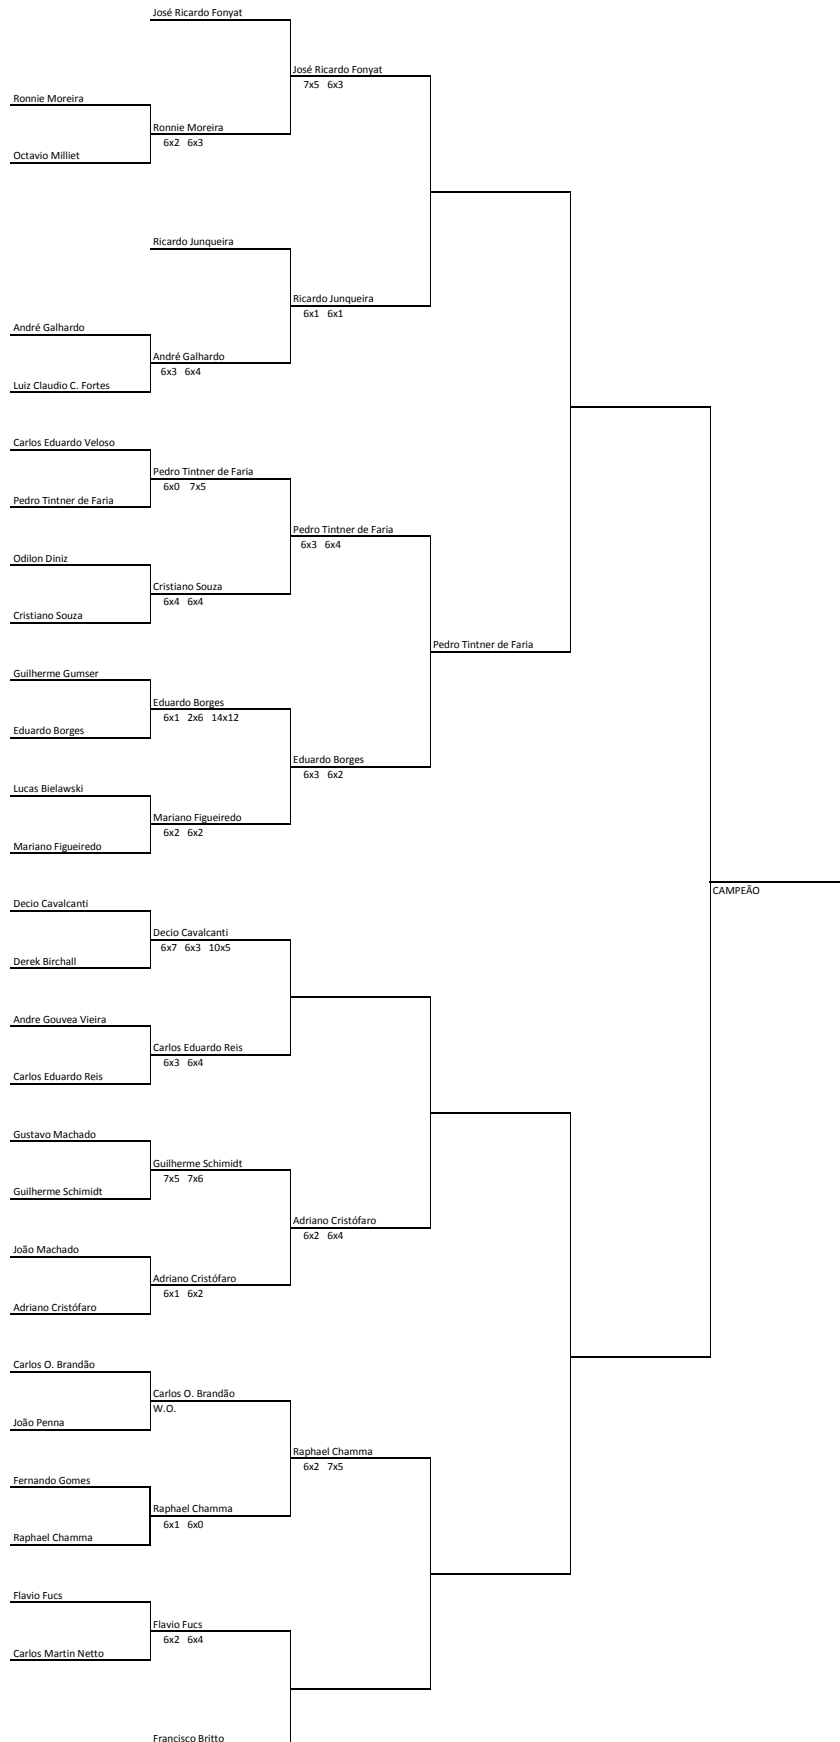 José Ricardo Fonyat
José Ricardo Fonyat
7x5 6x3
Ronnie Moreira
Ronnie Moreira
6x2 6x3
Octavio Milliet
Ricardo Junqueira
Ricardo Junqueira
6x1 6x1
André Galhardo
André Galhardo
6x3 6x4
Luiz Claudio C. Fortes
Carlos Eduardo Veloso
Pedro Tintner de Faria
6x0 7x5
Pedro Tintner de Faria
Pedro Tintner de Faria
6x3 6x4
Odilon Diniz
Cristiano Souza
6x4 6x4
Cristiano Souza
Pedro Tintner de Faria
Guilherme Gumser
Eduardo Borges
6x1 2x6 14x12
Eduardo Borges
Eduardo Borges
6x3 6x2
Lucas Bielawski
Mariano Figueiredo
6x2 6x2
Mariano Figueiredo
CAMPEÃO
Decio Cavalcanti
Decio Cavalcanti
6x7 6x3 10x5
Derek Birchall
Andre Gouvea Vieira
Carlos Eduardo Reis
6x3 6x4
Carlos Eduardo Reis
Gustavo Machado
Guilherme Schimidt
7x5 7x6
Guilherme Schimidt
Adriano Cristófaro
6x2 6x4
João Machado
Adriano Cristófaro
6x1 6x2
Adriano Cristófaro
Carlos O. Brandão
Carlos O. Brandão
W.O.
João Penna
Raphael Chamma
6x2 7x5
Fernando Gomes
Raphael Chamma
6x1 6x0
Raphael Chamma
Flavio Fucs
Flavio Fucs
6x2 6x4
Carlos Martin Netto
Francisco Britto